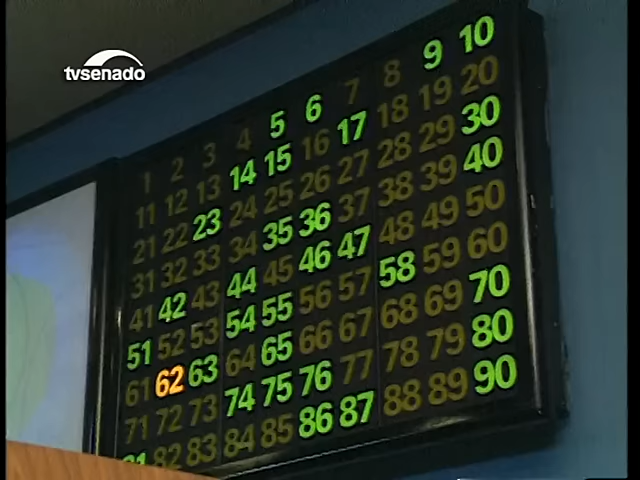 tvsenado
1 2 3 4 5 6 7 8 9 10
11 12 13 14 15 16 17 18 19 20
21 22 23 24 25 26 27 28 29 30
31 32 33 34 35 36 37 38 39 40
41 42 43 44 45 46 47 48 49 50
51 52 53 54 55 56 57 58 59 60
61 62 63 64 65 66 67 68 69 70
71 72 73 74 75 76 77 78 79 80
81 82 83 84 85 86 87 88 89 90